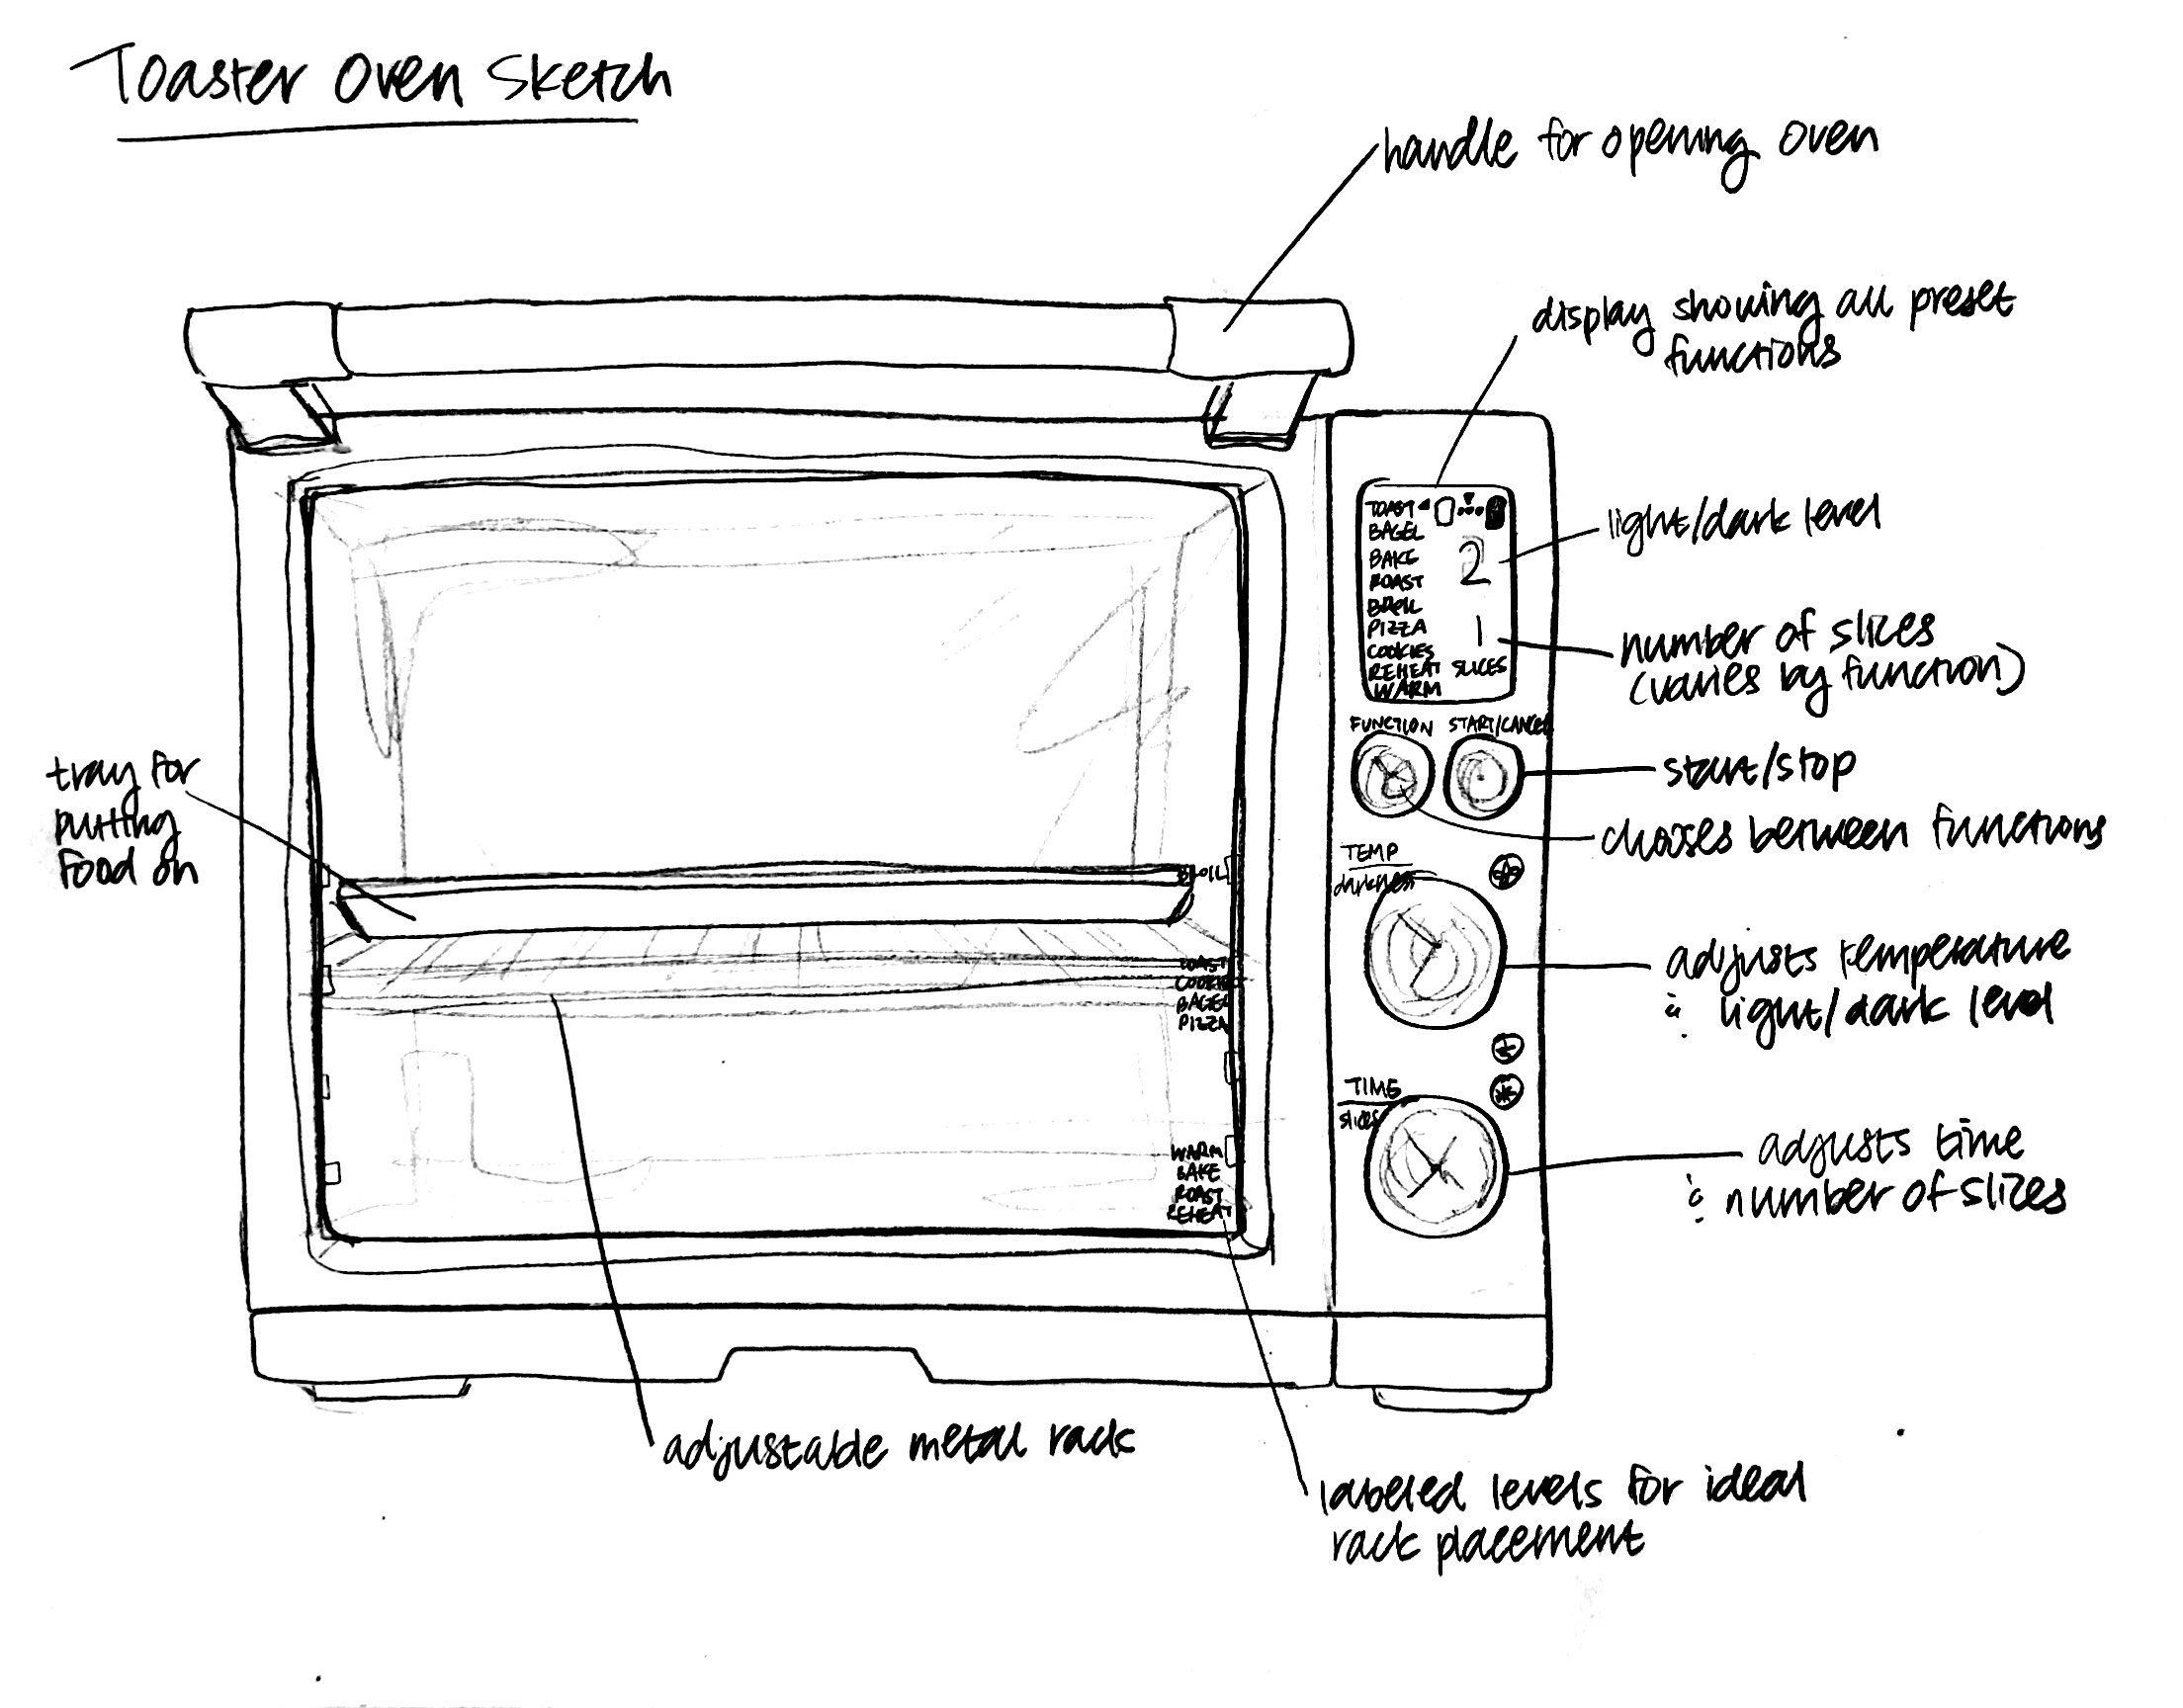 Toaster Oven Sketch
handle for opening oven
display showing all preset
functions
TOAST
BAGEL
BAKE
ROAST
BROIL
PIZZA
COOKIES
REHEAT
WARM
2
1
SLICES
light/dark level
number of slices
(varies by function)
FUNCTION START/CANCEL
start/stop
chooses between functions
TEMP
darkness
adjusts temperature
& light/dark level
TIME
slices
adjusts time
& number of slices
tray for
putting
food on
BROIL
TOAST
COOKIE
BAGEL
PIZZA
WARM
BAKE
ROAST
REHEAT
adjustable metal rack
labeled levels for ideal
rack placement